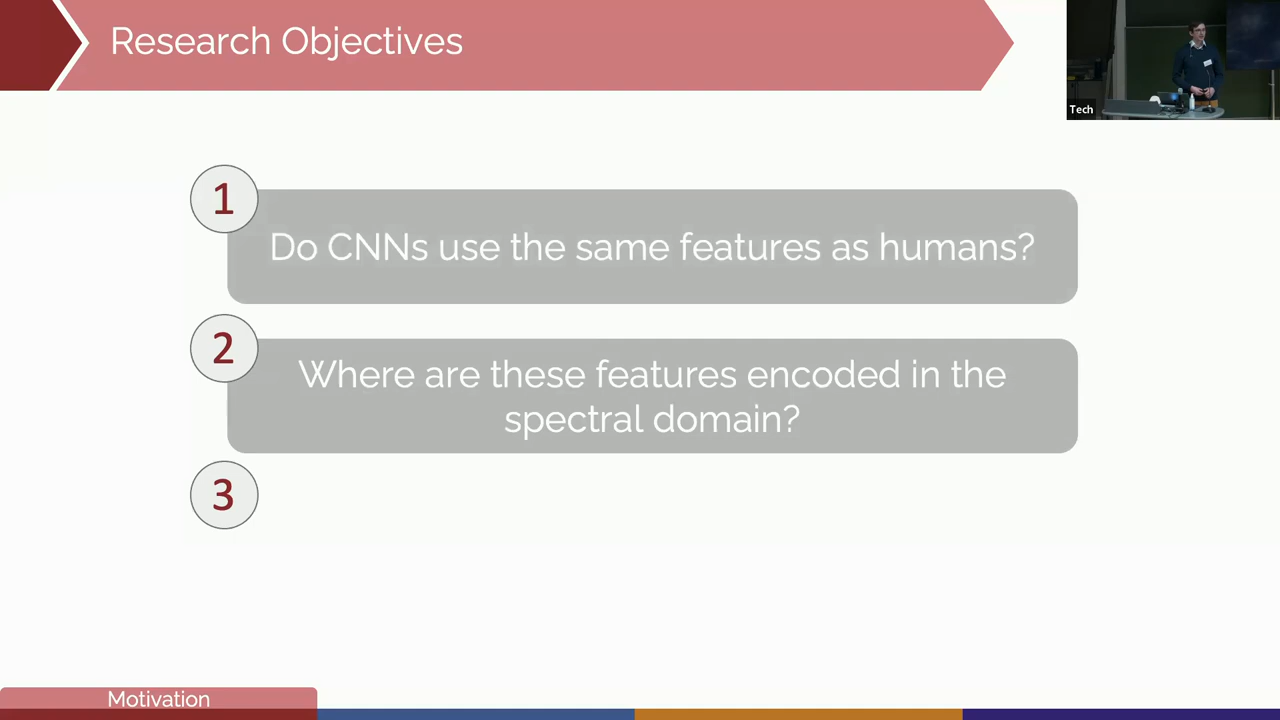 Research Objectives
Tech
1
Do CNNs use the same features as humans?
2
Where are these features encoded in the
spectral domain?
3
Motivation